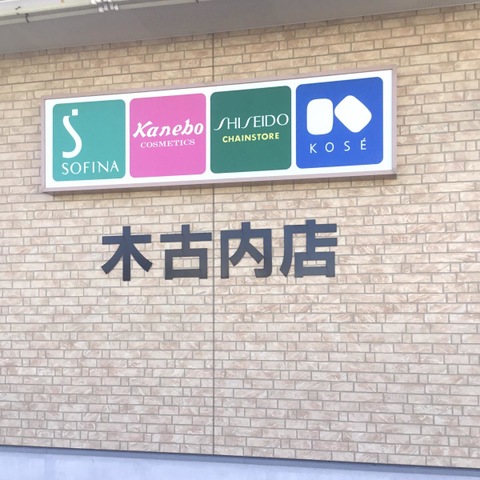 SOFINA
Kanebo
COSMETICS
SHISEIDO
CHAINSTORE
KOSÉ
木古内店